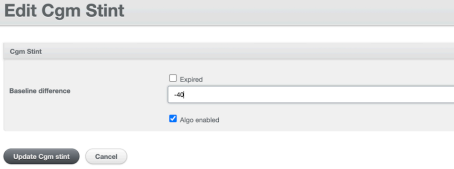 Edit Cgm Stint
Cgm Stint
Expired
Baseline difference
-40
Algo enabled
Update Cgm stint
Cancel